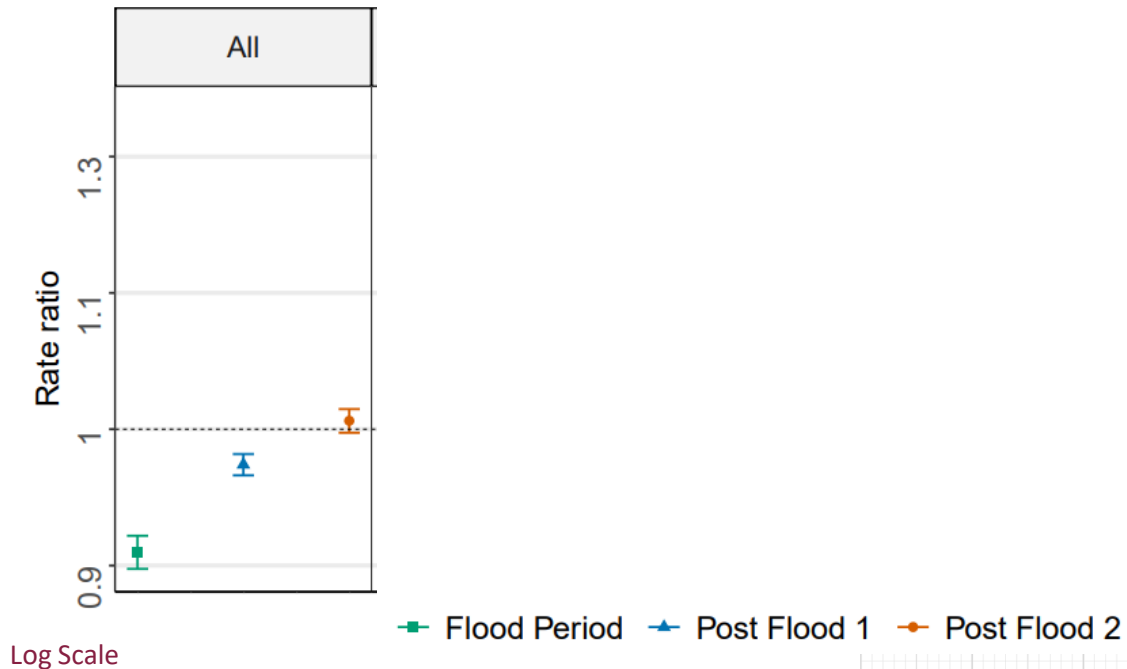 All
1.3
1.1
Rate ratio
1
0.9
Flood Period Post Flood 1 Post Flood 2
Log Scale